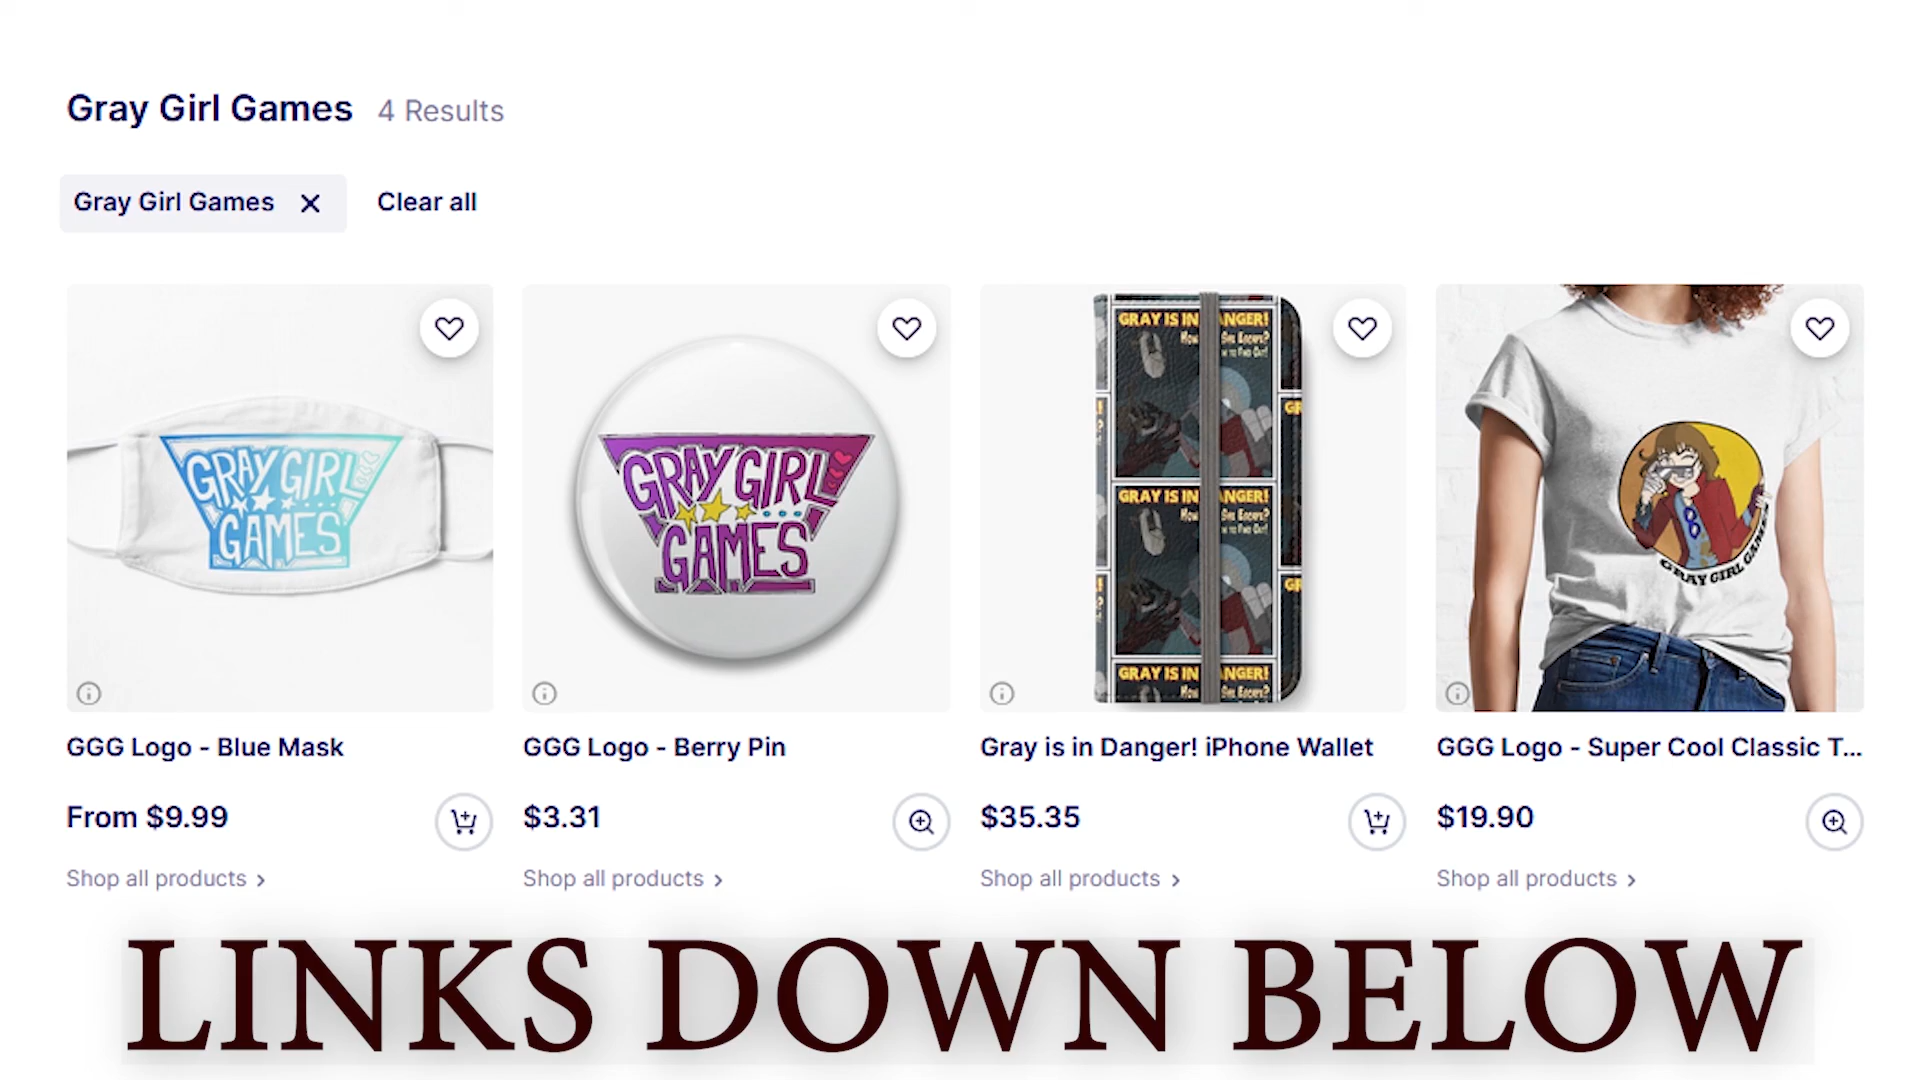 Gray Girl Games 4 Results
Gray Girl Games
Clear all
GRAY GIRL
GAMES
GRAY GIRL
GAMES
GRAY IS IN ANGER!
GRAY IS IN ANGER!
GRAY IS IN ANGER!
GRAY GIRL GAMES
GGG Logo - Blue Mask
GGG Logo - Berry Pin
Gray is in Danger! iPhone Wallet
GGG Logo - Super Cool Classic T...
From $9.99
$3.31
$35.35
$19.90
Shop all products
Shop all products
Shop all products
Shop all products
LINKS DOWN BELOW